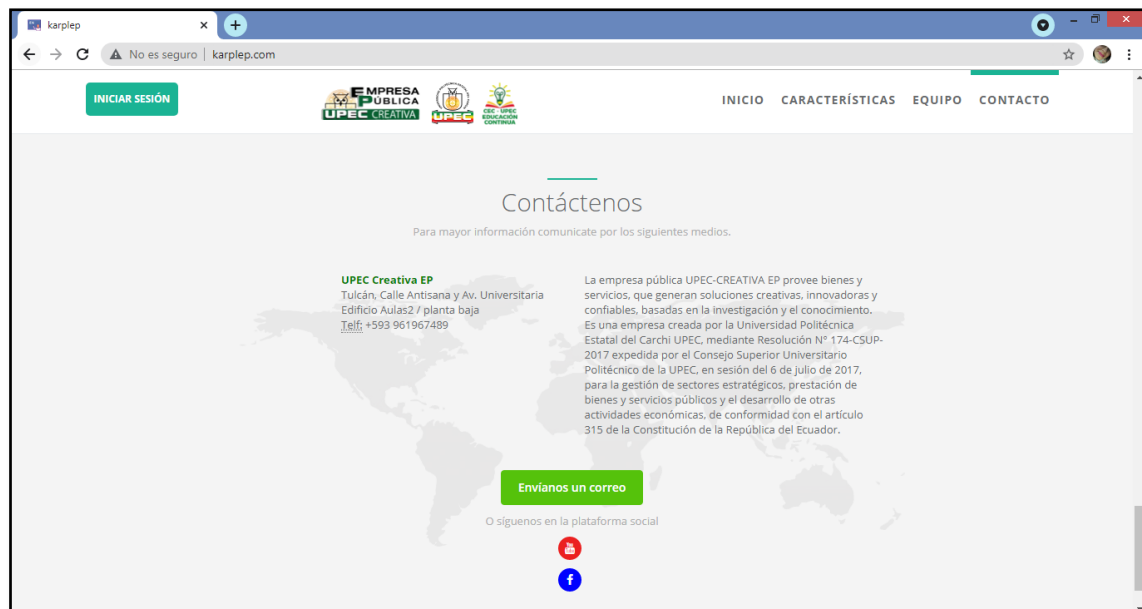 karplep
No es seguro | karplep.com
INICIAR SESIÓN
EMPRESA
PÚBLICA
UPEC CREATIVA
UPEC
CEC - UPEC
EDUCACIÓN
CONTINUA
INICIO CARACTERÍSTICAS EQUIPO CONTACTO
Contáctenos
Para mayor información comunicate por los siguientes medios.
UPEC Creativa EP
Tulcán, Calle Antisana y Av. Universitaria
Edificio Aulas2 / planta baja
Telf: +593 961967489
La empresa pública UPEC-CREATIVA EP provee bienes y
servicios, que generan soluciones creativas, innovadoras y
confiables, basadas en la investigación y el conocimiento.
Es una empresa creada por la Universidad Politécnica
Estatal del Carchi UPEC, mediante Resolución N° 174-CSUP-
2017 expedida por el Consejo Superior Universitario
Politécnico de la UPEC, en sesión del 6 de julio de 2017,
para la gestión de sectores estratégicos, prestación de
bienes y servicios públicos y el desarrollo de otras
actividades económicas, de conformidad con el artículo
315 de la Constitución de la República del Ecuador.
Envíanos un correo
O síguenos en la plataforma social